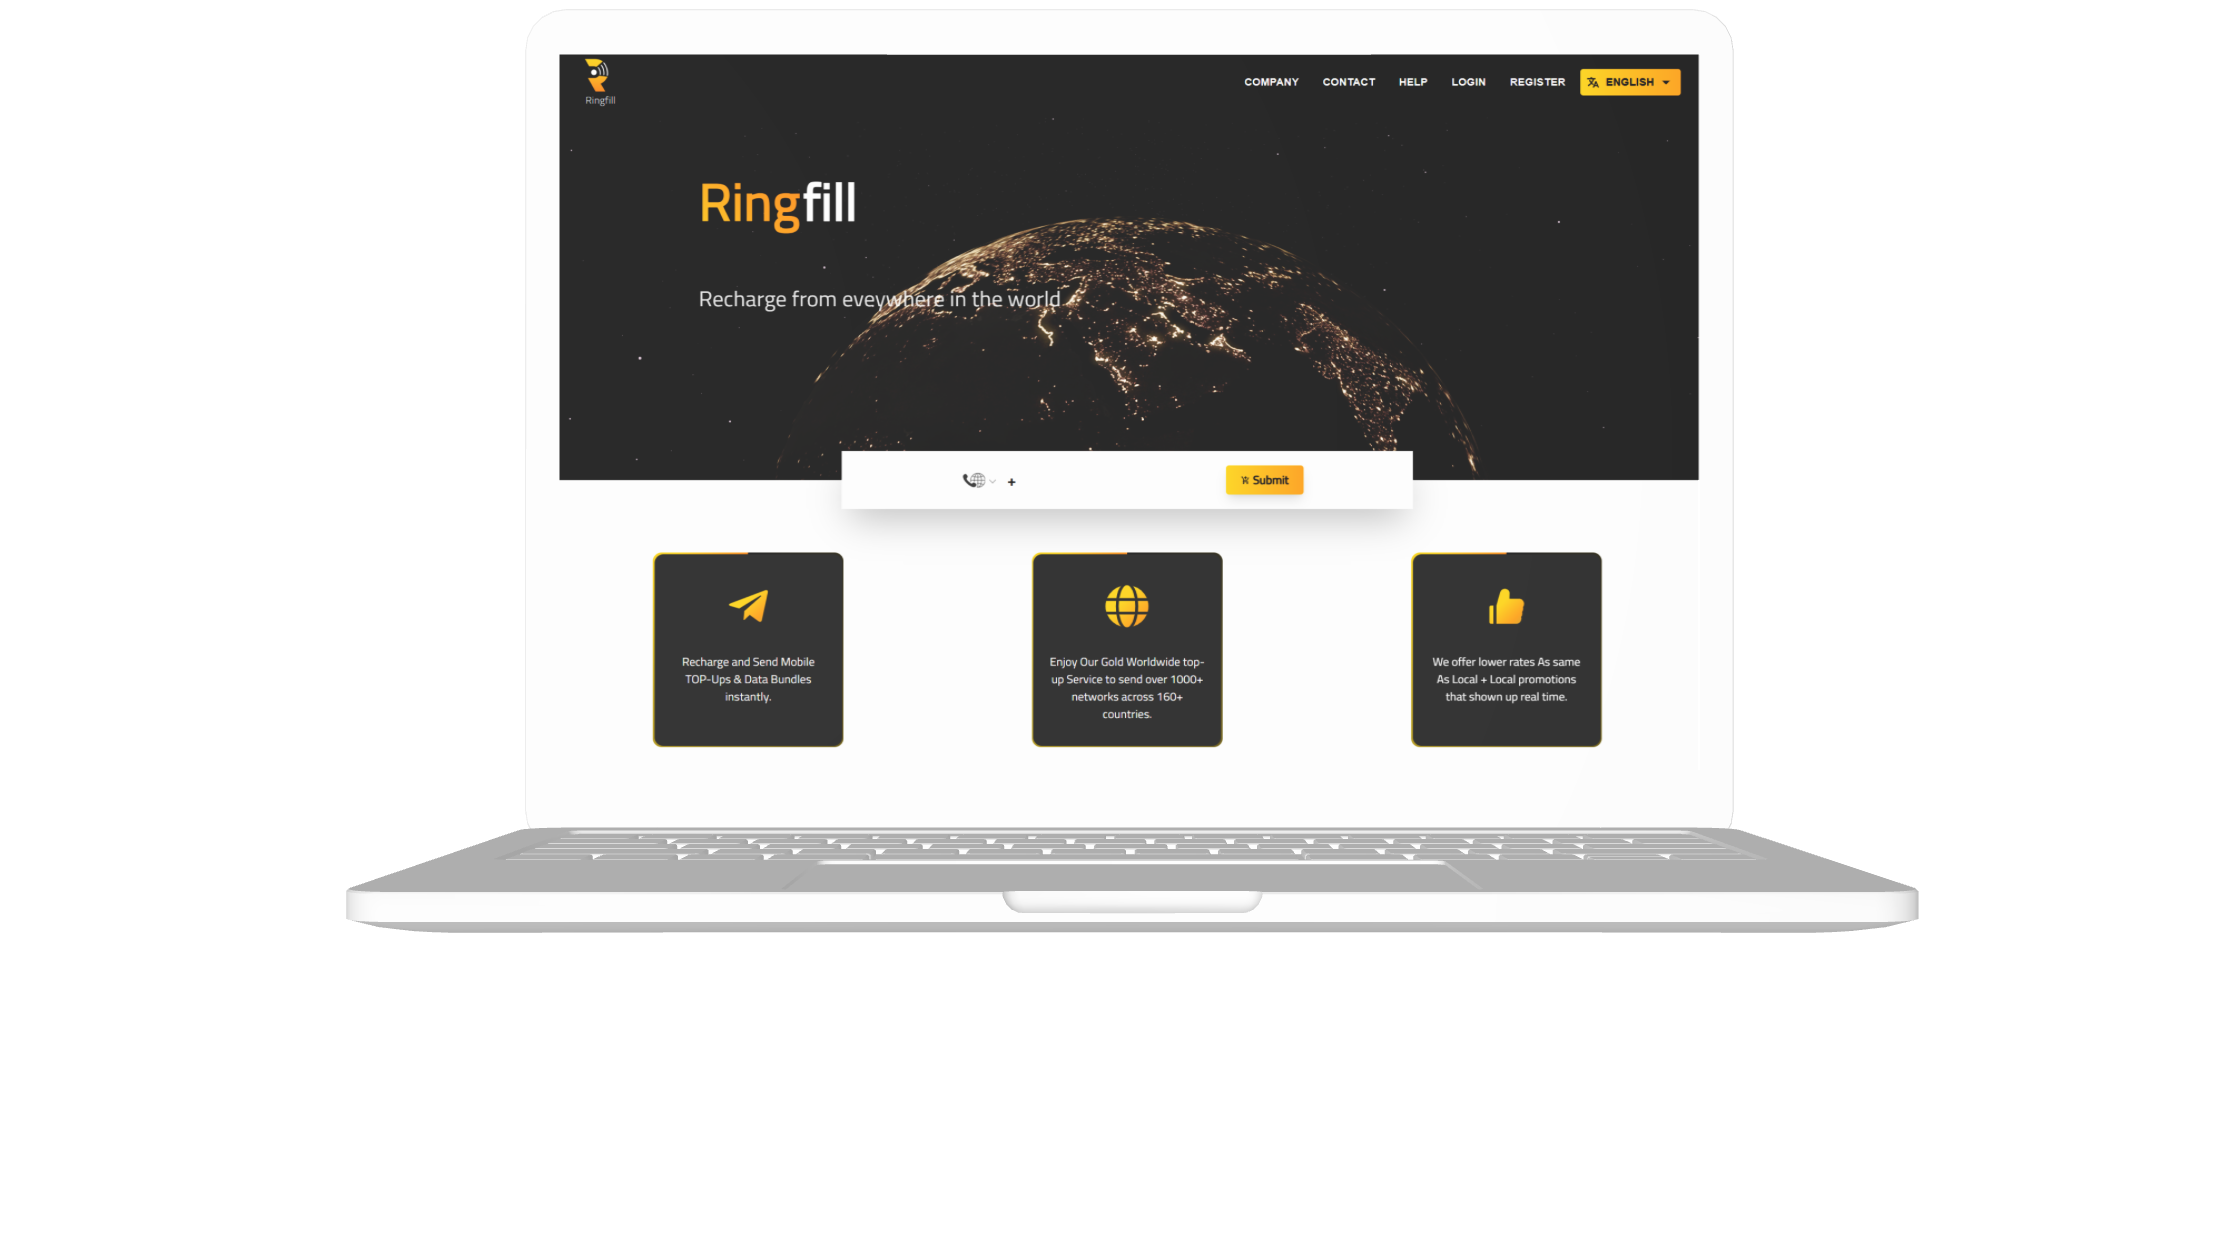 Ringfill
COMPANY CONTACT HELP LOGIN REGISTER ENGLISH
Ringfill
Recharge from eveywhere in the world
+
Submit
Recharge and Send Mobile
TOP-Ups & Data Bundles
instantly.
Enjoy Our Gold Worldwide top-
up Service to send over 1000+
networks across 160+
countries.
We offer lower rates As same
As Local + Local promotions
that shown up real time.